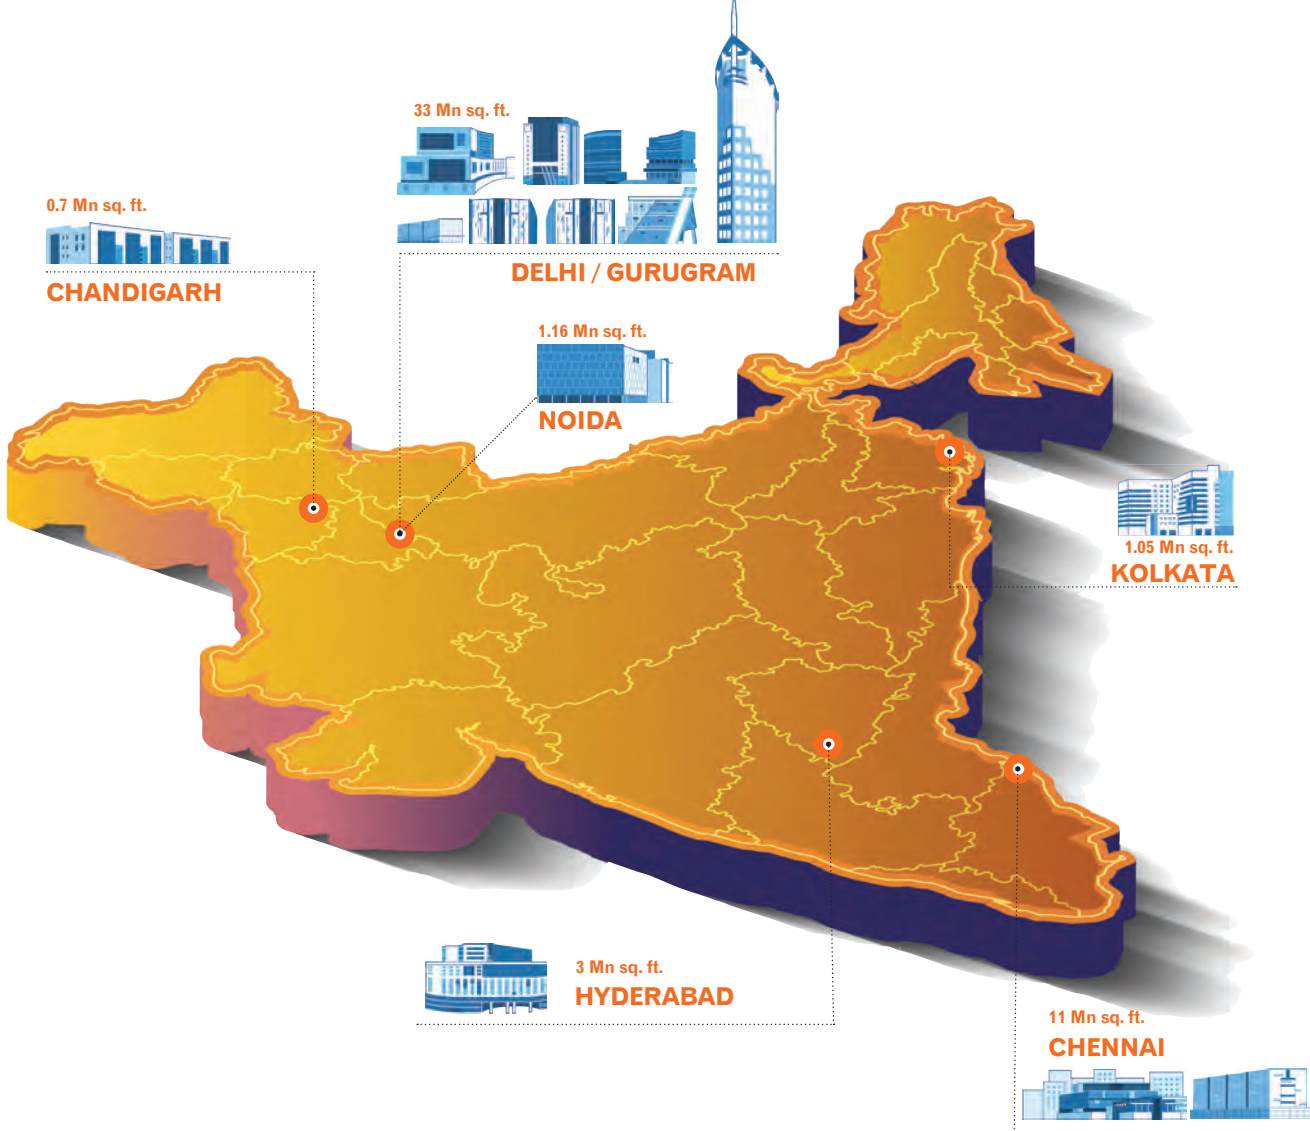 33 Mn sq. ft.
DELHI / GURUGRAM
0.7 Mn sq. ft.
CHANDIGARH
1.16 Mn sq. ft.
NOIDA
1.05 Mn sq. ft.
KOLKATA
3 Mn sq. ft.
HYDERABAD
11 Mn sq. ft.
CHENNAI